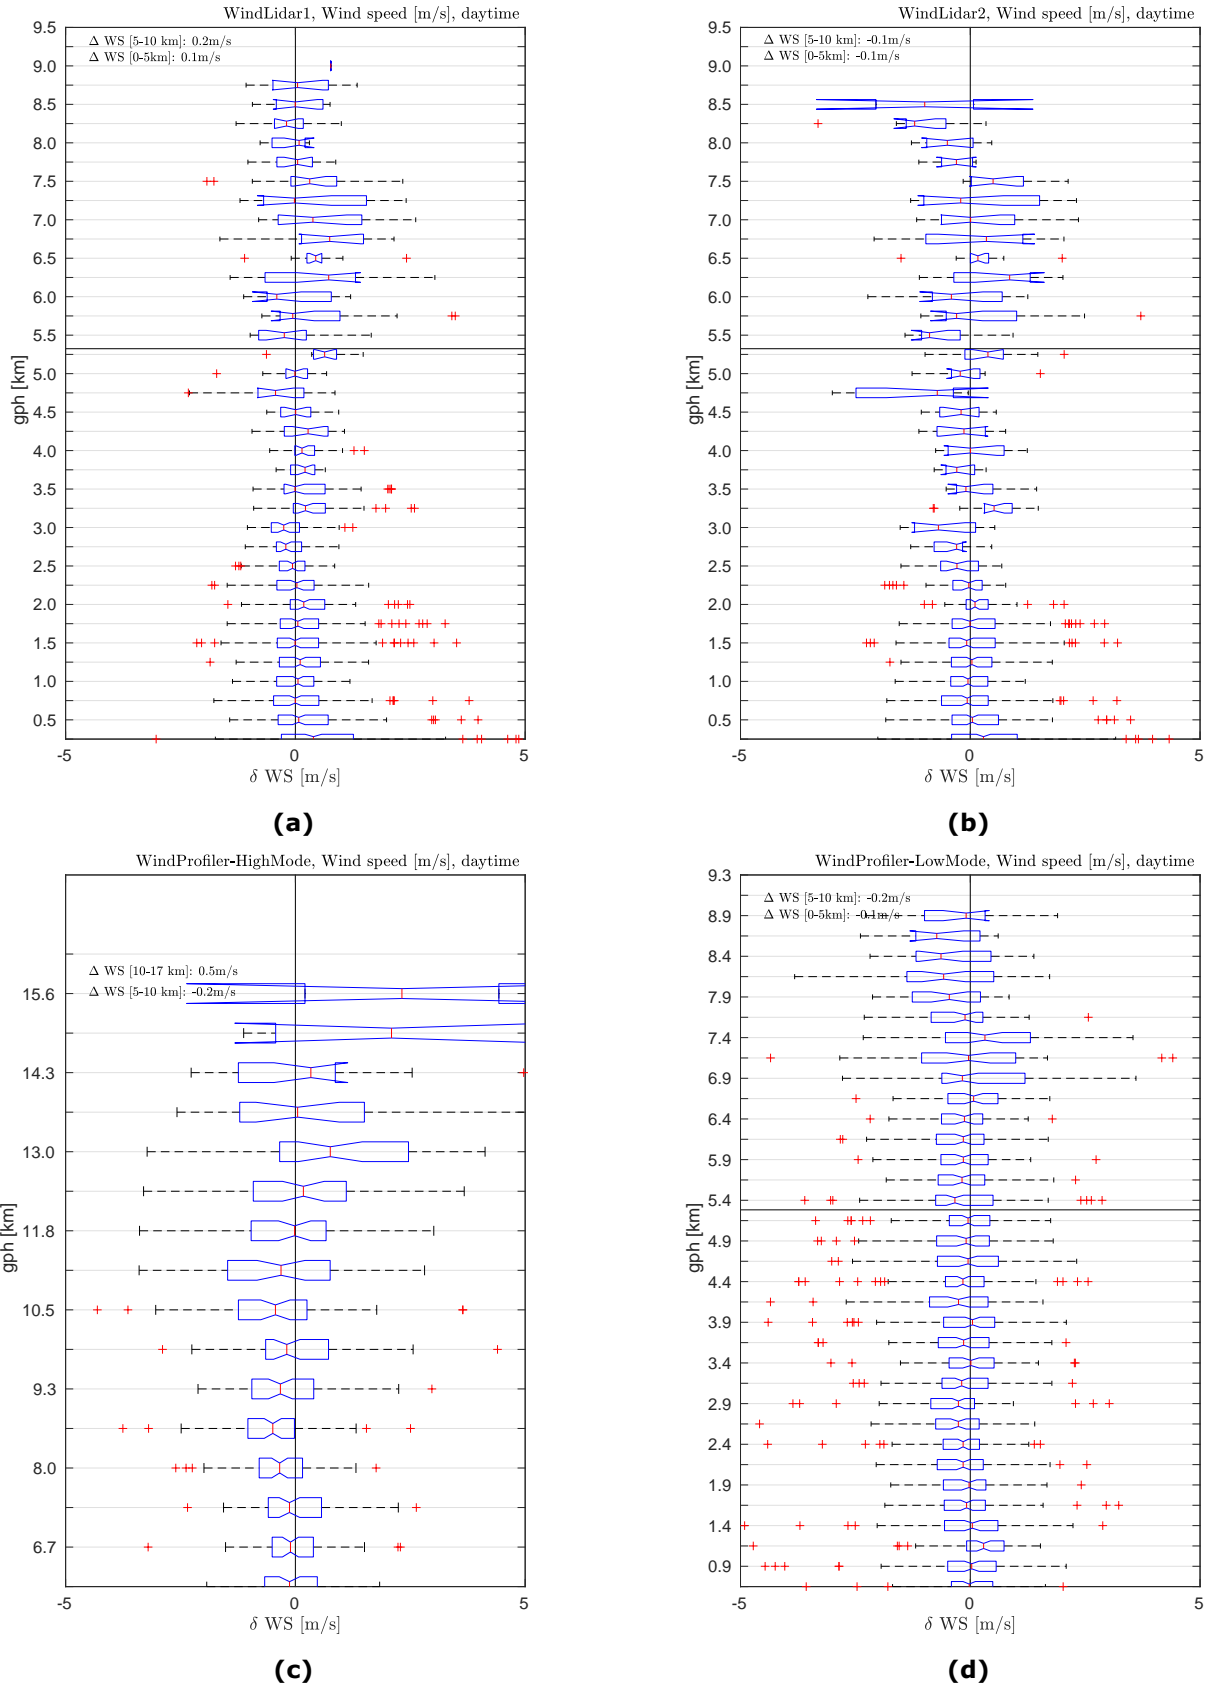 WindLidar1, Wind speed [m/s], daytime
Δ WS [5-10 km]: 0.2m/s
Δ WS [0-5km]: 0.1m/s
9.5
9.0
8.5
8.0
7.5
7.0
6.5
6.0
5.5
5.0
4.5
4.0
3.5
3.0
2.5
2.0
1.5
1.0
0.5
gph [km]
-5 0 5
δ WS [m/s]
(a)
WindLidar2, Wind speed [m/s], daytime
Δ WS [5-10 km]: -0.1m/s
Δ WS [0-5km]: -0.1m/s
9.5
9.0
8.5
8.0
7.5
7.0
6.5
6.0
5.5
5.0
4.5
4.0
3.5
3.0
2.5
2.0
1.5
1.0
0.5
gph [km]
-5 0 5
δ WS [m/s]
(b)
WindProfiler-HighMode, Wind speed [m/s], daytime
Δ WS [10-17 km]: 0.5m/s
Δ WS [5-10 km]: -0.2m/s
15.6
14.3
13.0
11.8
10.5
9.3
8.0
6.7
gph [km]
-5 0 5
δ WS [m/s]
(c)
WindProfiler-LowMode, Wind speed [m/s], daytime
Δ WS [5-10 km]: -0.2m/s
Δ WS [0-5km]: -0.1m/s
9.3
8.9
8.4
7.9
7.4
6.9
6.4
5.9
5.4
4.9
4.4
3.9
3.4
2.9
2.4
1.9
1.4
0.9
gph [km]
-5 0 5
δ WS [m/s]
(d)